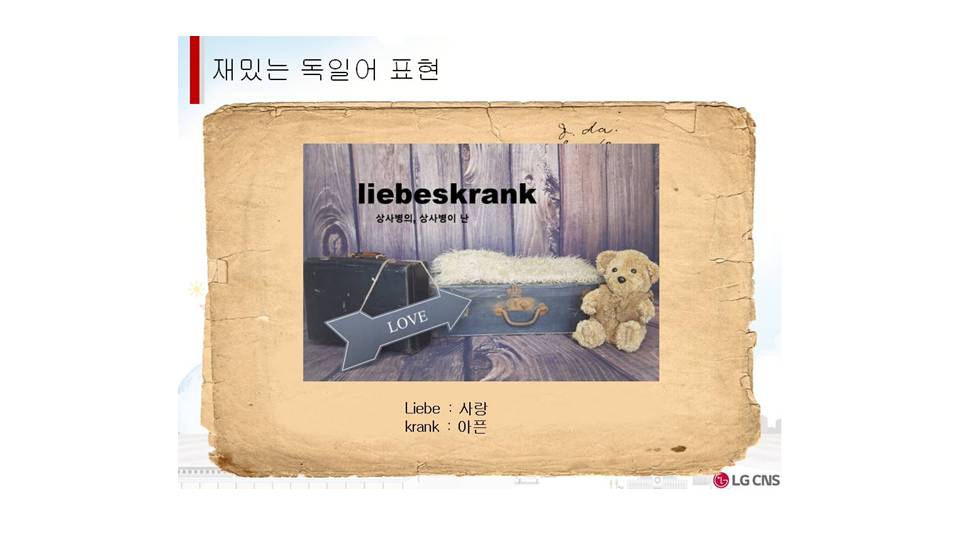 재밌는 독일어 표현
liebeskrank
상사병의, 상사병이 난
LOVE
Liebe : 사랑
krank : 아픈
LG CNS